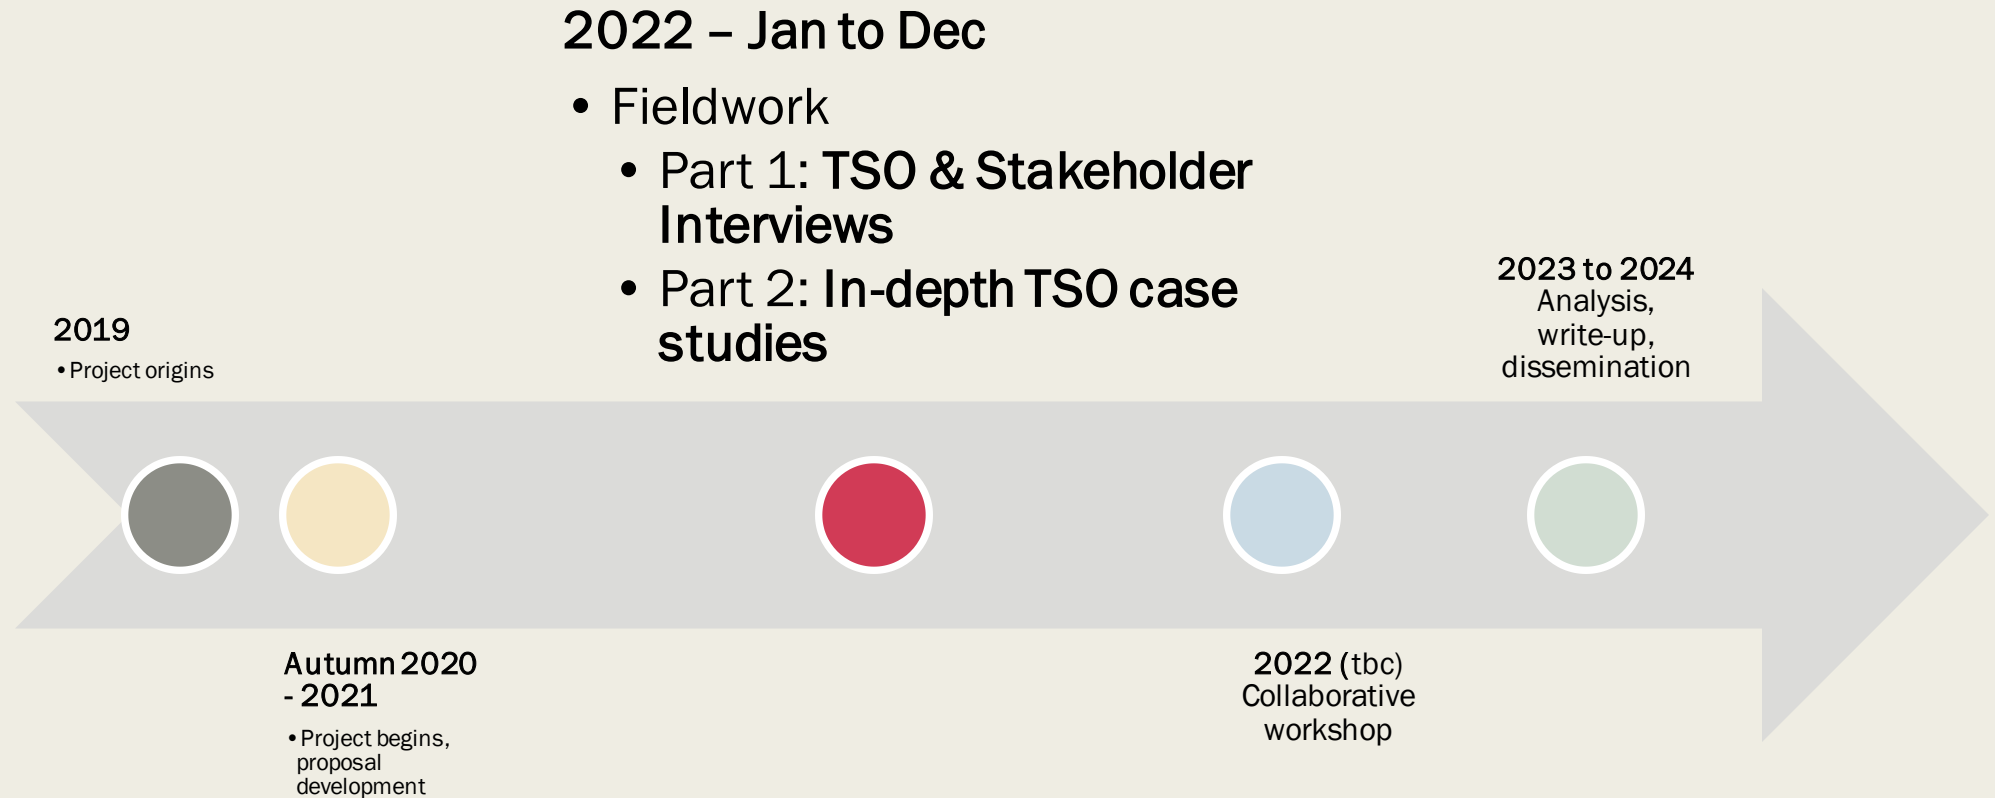 2022 – Jan to Dec
• Fieldwork
• Part 1: TSO & Stakeholder
Interviews
• Part 2: In-depth TSO case
studies
2019
• Project origins
2023 to 2024
Analysis,
write-up,
dissemination
Autumn 2020
- 2021
• Project begins,
proposal
development
2022 (tbc)
Collaborative
workshop